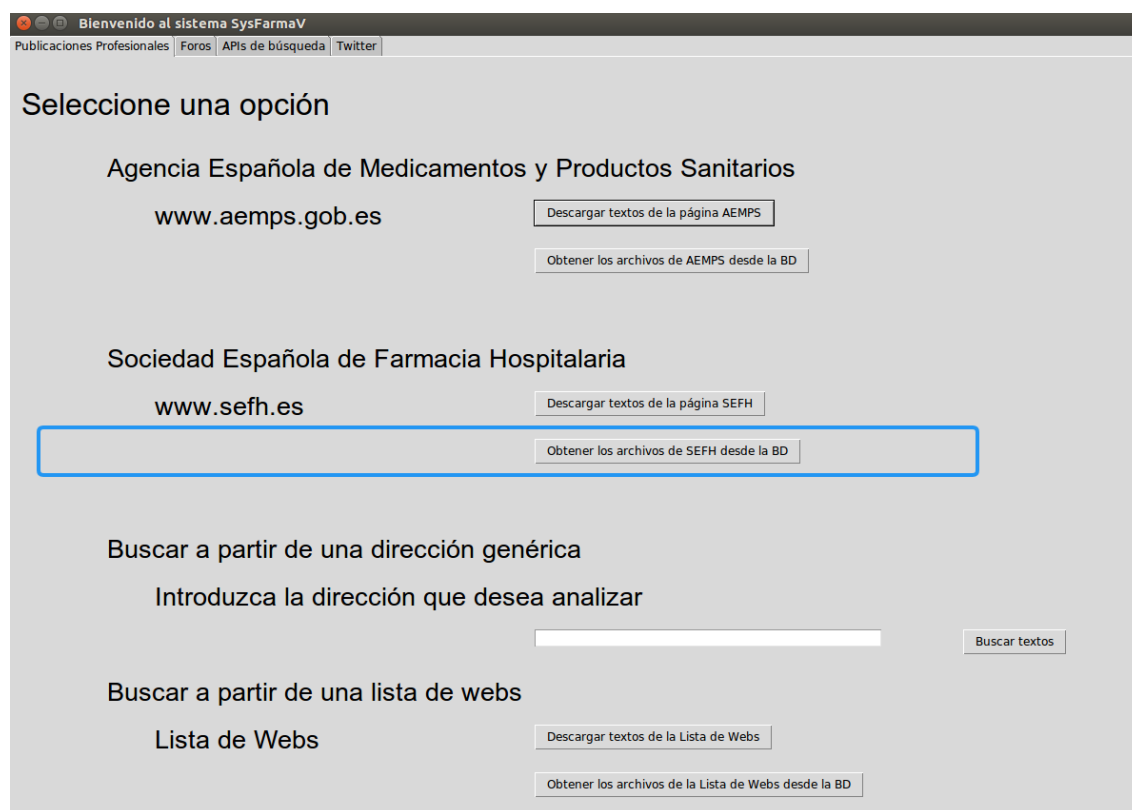 Bienvenido al sistema SysFarmaV
Publicaciones Profesionales Foros APIs de búsqueda Twitter
Seleccione una opción
Agencia Española de Medicamentos y Productos Sanitarios
www.aemps.gob.es Descargar textos de la página AEMPS
Obtener los archivos de AEMPS desde la BD
Sociedad Española de Farmacia Hospitalaria
www.sefh.es Descargar textos de la página SEFH
Obtener los archivos de SEFH desde la BD
Buscar a partir de una dirección genérica
Introduzca la dirección que desea analizar
Buscar textos
Buscar a partir de una lista de webs
Lista de Webs Descargar textos de la Lista de Webs
Obtener los archivos de la Lista de Webs desde la BD